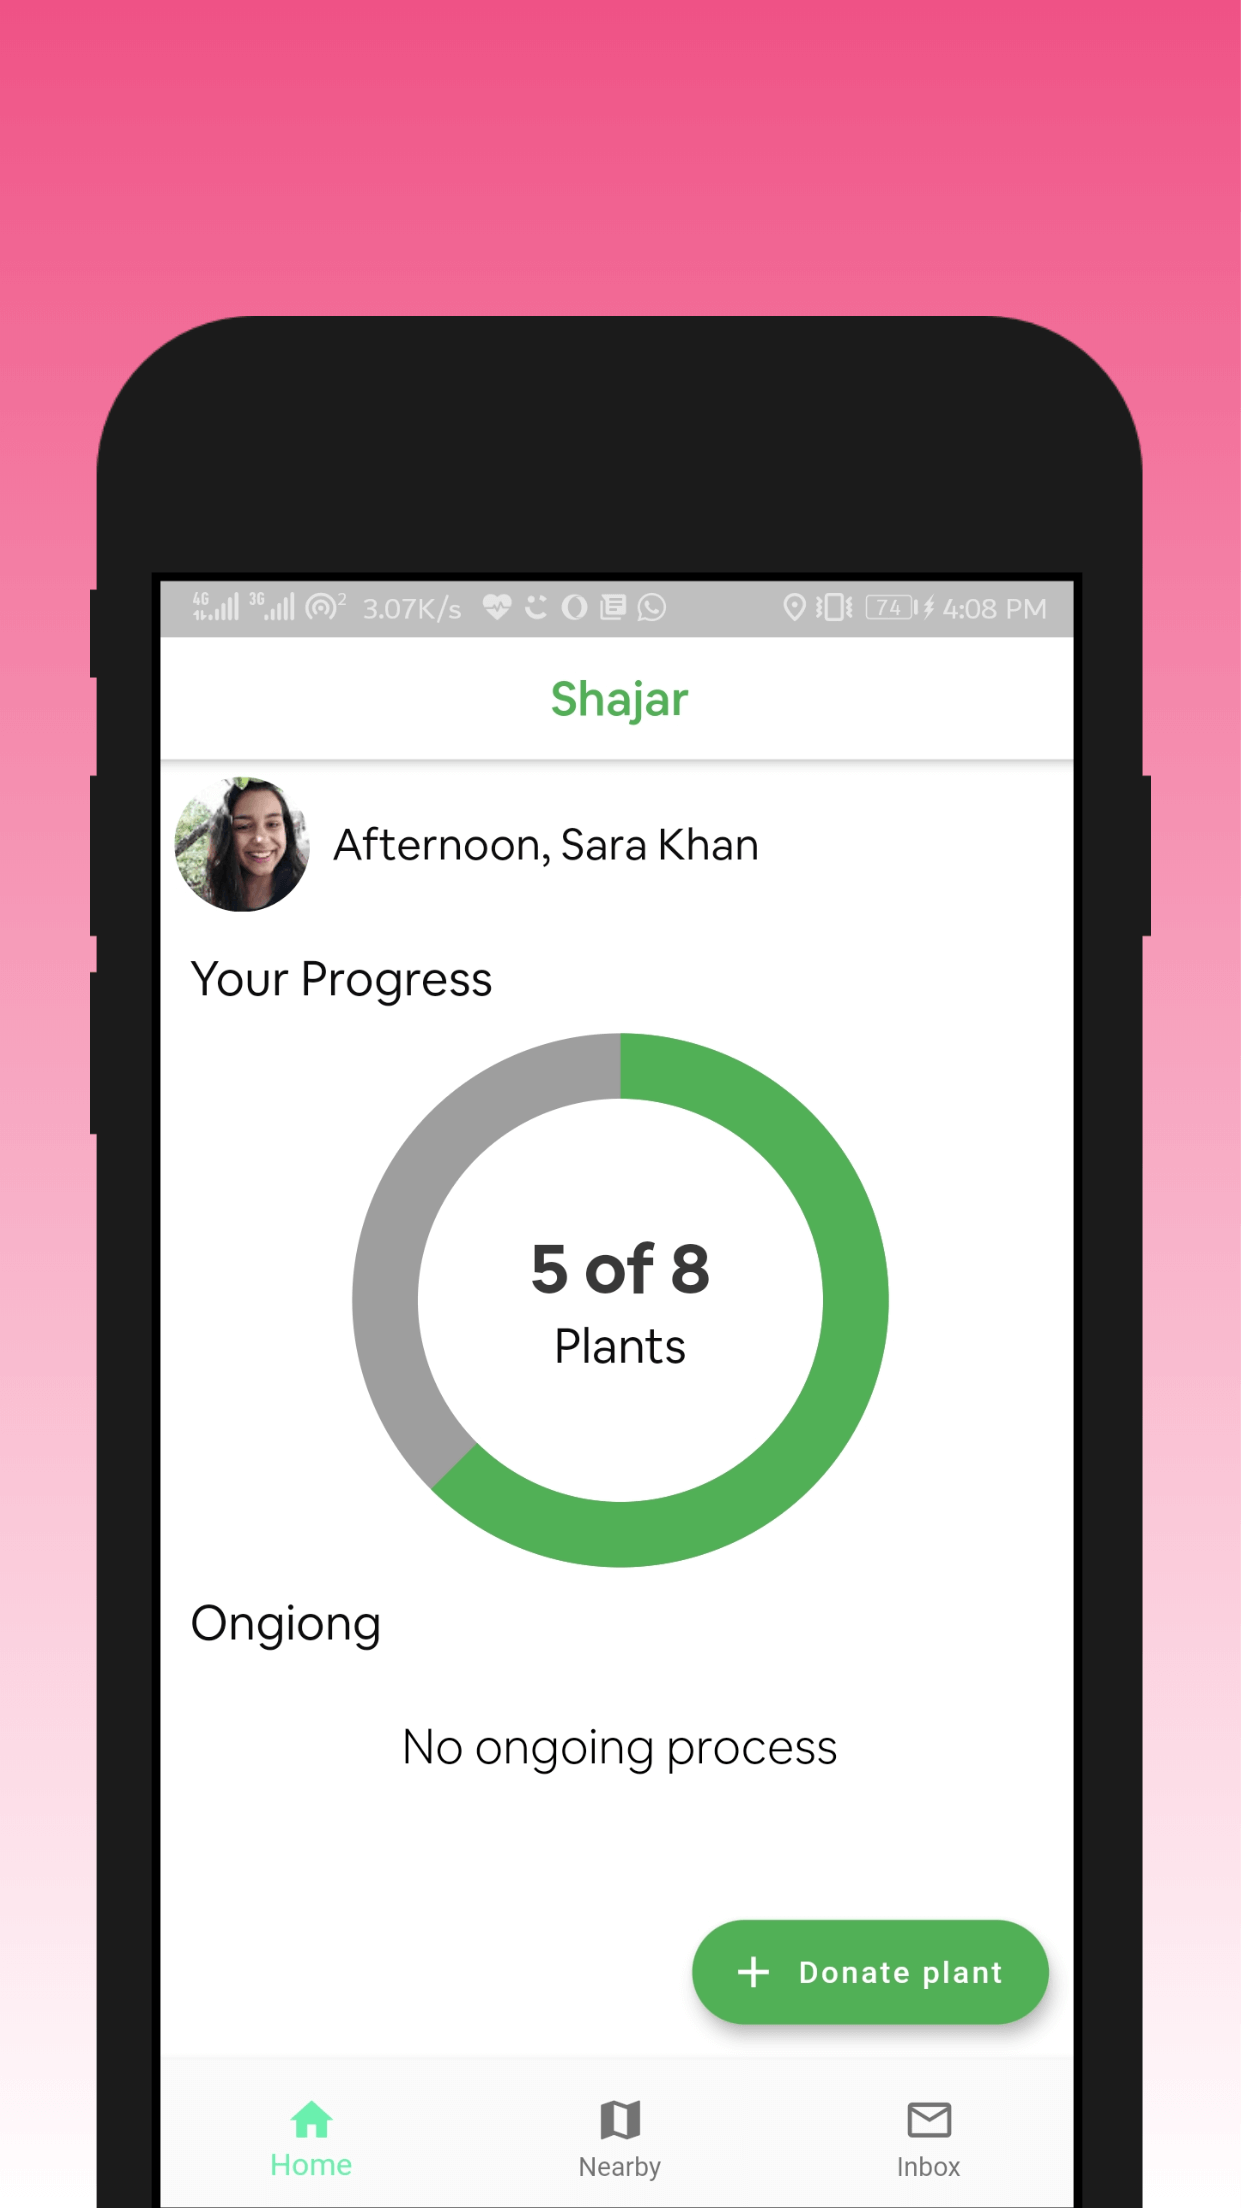 4G 3G 2 3.07K/s 74 4:08 PM
Shajar
Afternoon, Sara Khan
Your Progress
5 of 8
Plants
Ongiong
No ongoing process
+ Donate plant
Home Nearby Inbox